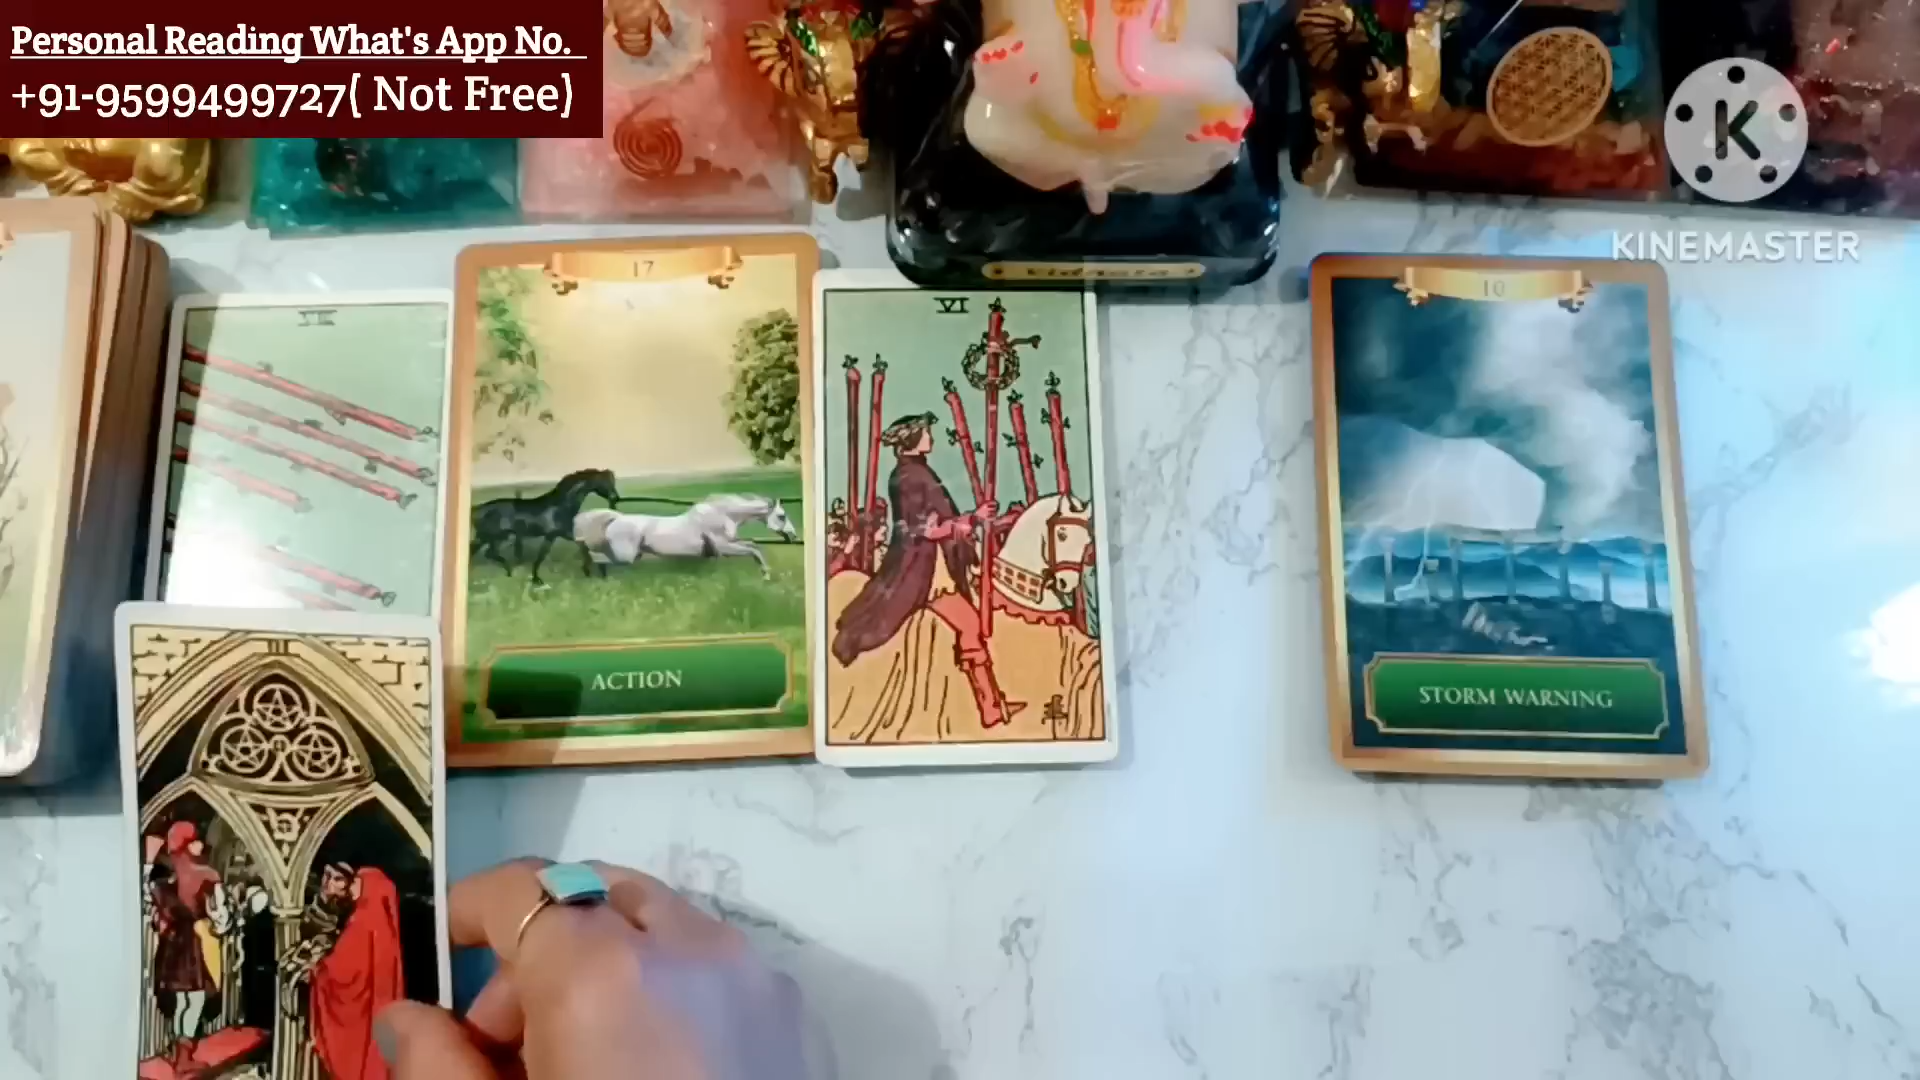 Personal Reading What's App No.
+91-9599499727( Not Free)
K
KINEMASTER
17
VI
10
ACTION
STORM WARNING